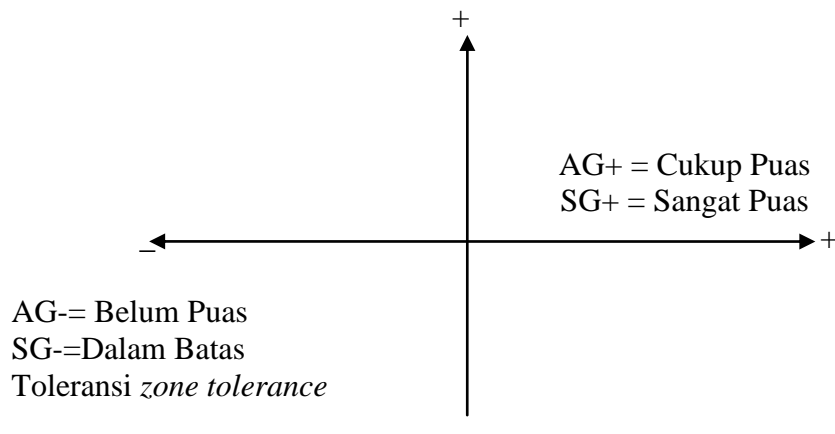 +
AG+ = Cukup Puas
SG+ = Sangat Puas
+
−
AG-= Belum Puas
SG-=Dalam Batas
Toleransi zone tolerance